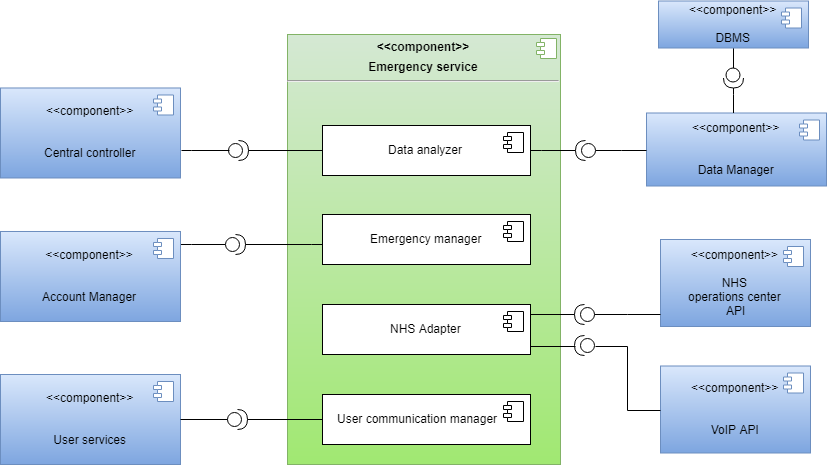 <<component>>
DBMS
<<component>>
Emergency service
<<component>>
Central controller
Data analyzer
<<component>>
Data Manager
<<component>>
Account Manager
Emergency manager
<<component>>
NHS
operations center
API
NHS Adapter
<<component>>
User services
User communication manager
<<component>>
VoIP API